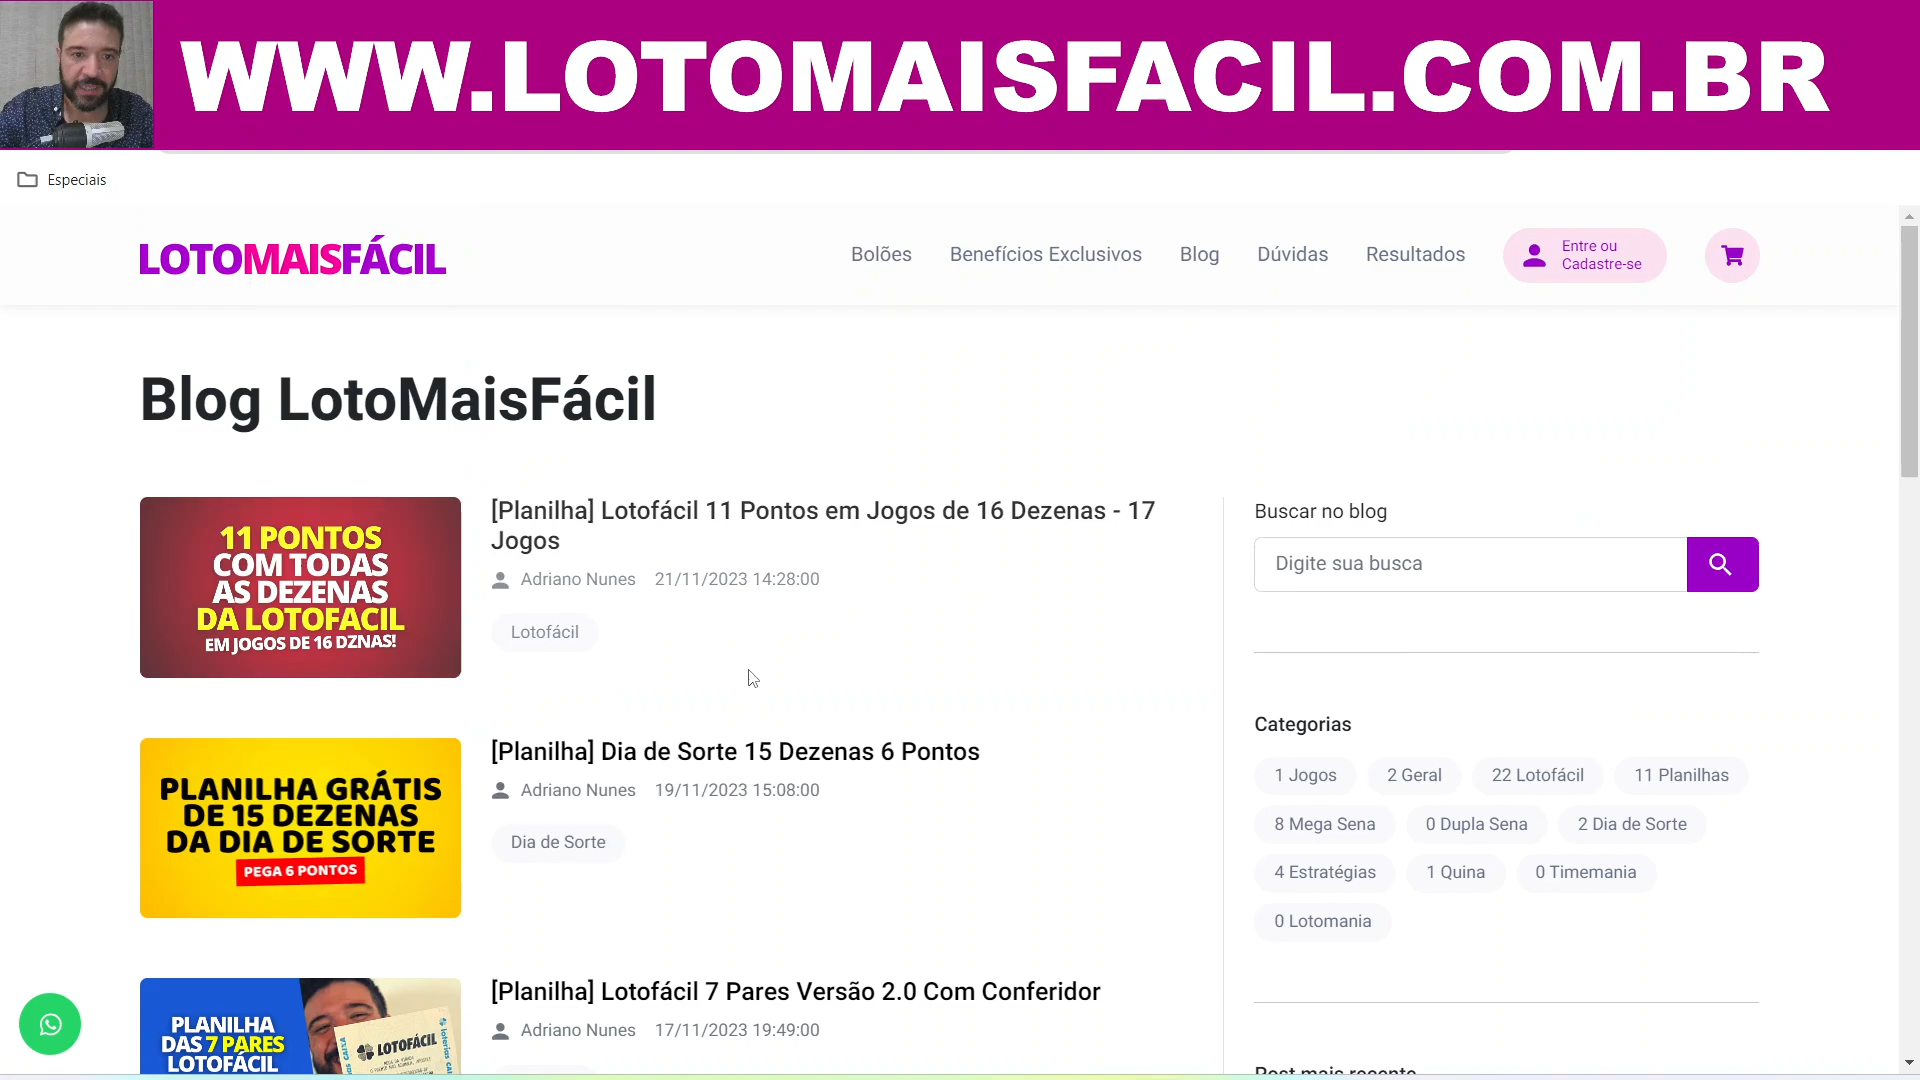 WWW.LOTOMAISFACIL.COM.BR
Especiais
LOTOMAISFÁCIL
Bolões
Benefícios Exclusivos
Blog
Dúvidas
Resultados
Entre ou
Cadastre-se
Blog LotoMaisFácil
11 PONTOS
COM TODAS
AS DEZENAS
DA LOTOFACIL
EM JOGOS DE 16 DZNAS!
[Planilha] Lotofácil 11 Pontos em Jogos de 16 Dezenas - 17
Jogos
Adriano Nunes 21/11/2023 14:28:00
Lotofácil
PLANILHA GRÁTIS
DE 15 DEZENAS
DA DIA DE SORTE
PEGA 6 PONTOS
[Planilha] Dia de Sorte 15 Dezenas 6 Pontos
Adriano Nunes 19/11/2023 15:08:00
Dia de Sorte
PLANILHA
DAS 7 PARES
LOTOFÁCIL
LOTOFÁCIL
[Planilha] Lotofácil 7 Pares Versão 2.0 Com Conferidor
Adriano Nunes 17/11/2023 19:49:00
Buscar no blog
Digite sua busca
Categorias
1 Jogos
2 Geral
22 Lotofácil
11 Planilhas
8 Mega Sena
0 Dupla Sena
2 Dia de Sorte
4 Estratégias
1 Quina
0 Timemania
0 Lotomania
Post mais recente